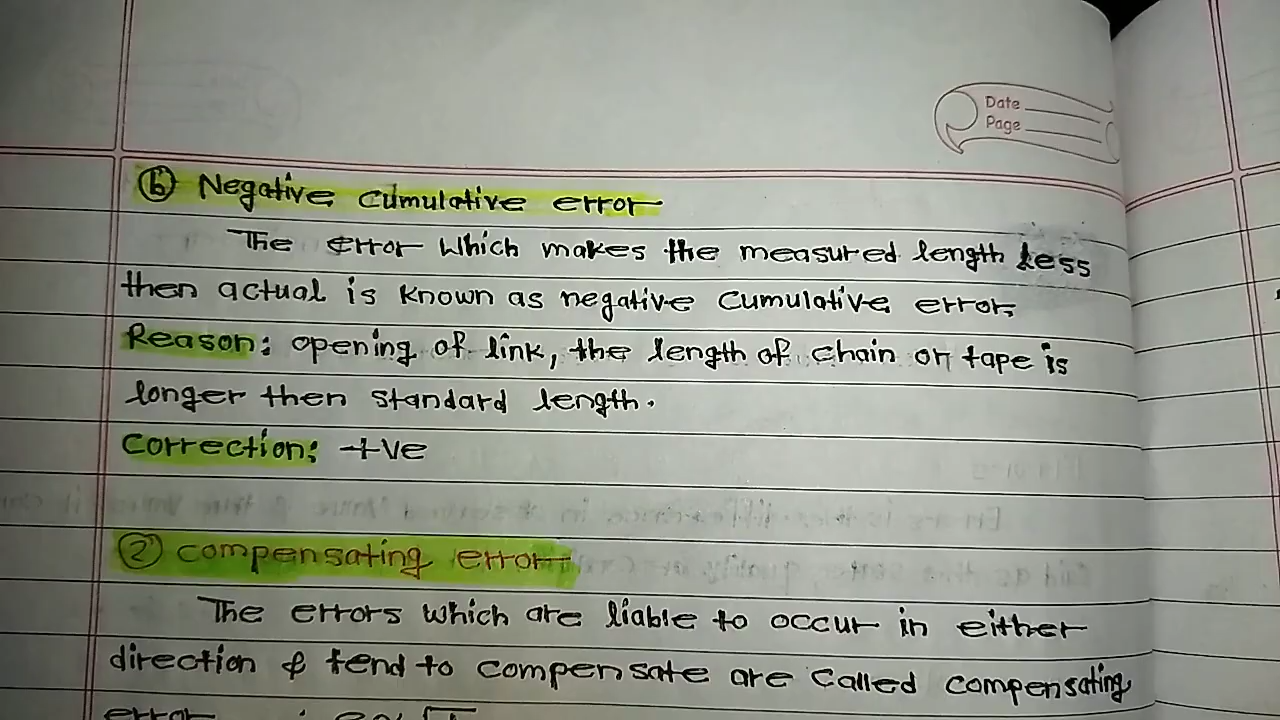 Date
Page
(b) Negative cumulative error
The error which makes the measured length less
then actual is known as negative cumulative error.
Reason: opening of link, the length of chain or tape is
longer then standard length.
Correction: +ve
(2) compensating error
The errors which are liable to occur in either
direction & tend to compensate are called compensating
error